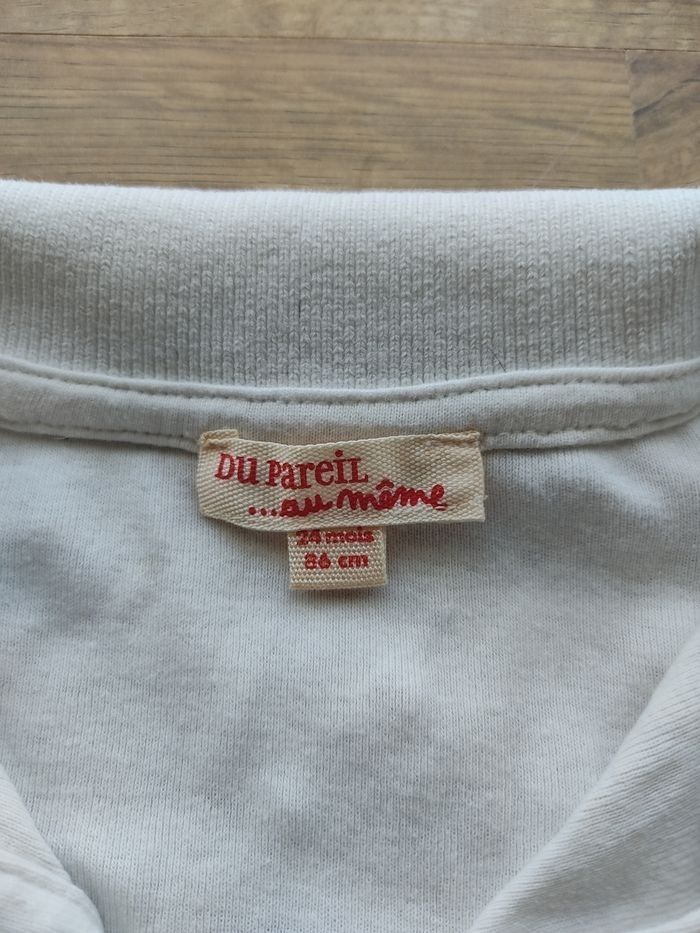 DU PAREIL
...au même
24 mois
86 cm